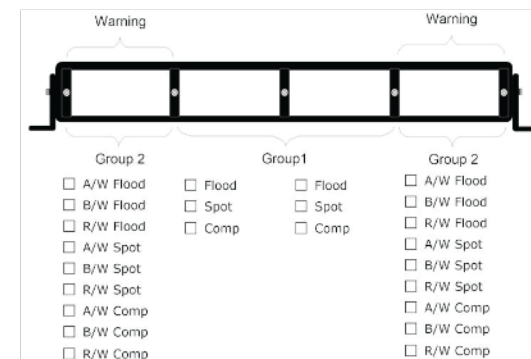 Warning
Warning
Group 2
Group1
Group 2
A/W Flood
B/W Flood
R/W Flood
A/W Spot
B/W Spot
R/W Spot
A/W Comp
B/W Comp
R/W Comp
Flood
Spot
Comp
Flood
Spot
Comp
A/W Flood
B/W Flood
R/W Flood
A/W Spot
B/W Spot
R/W Spot
A/W Comp
B/W Comp
R/W Comp